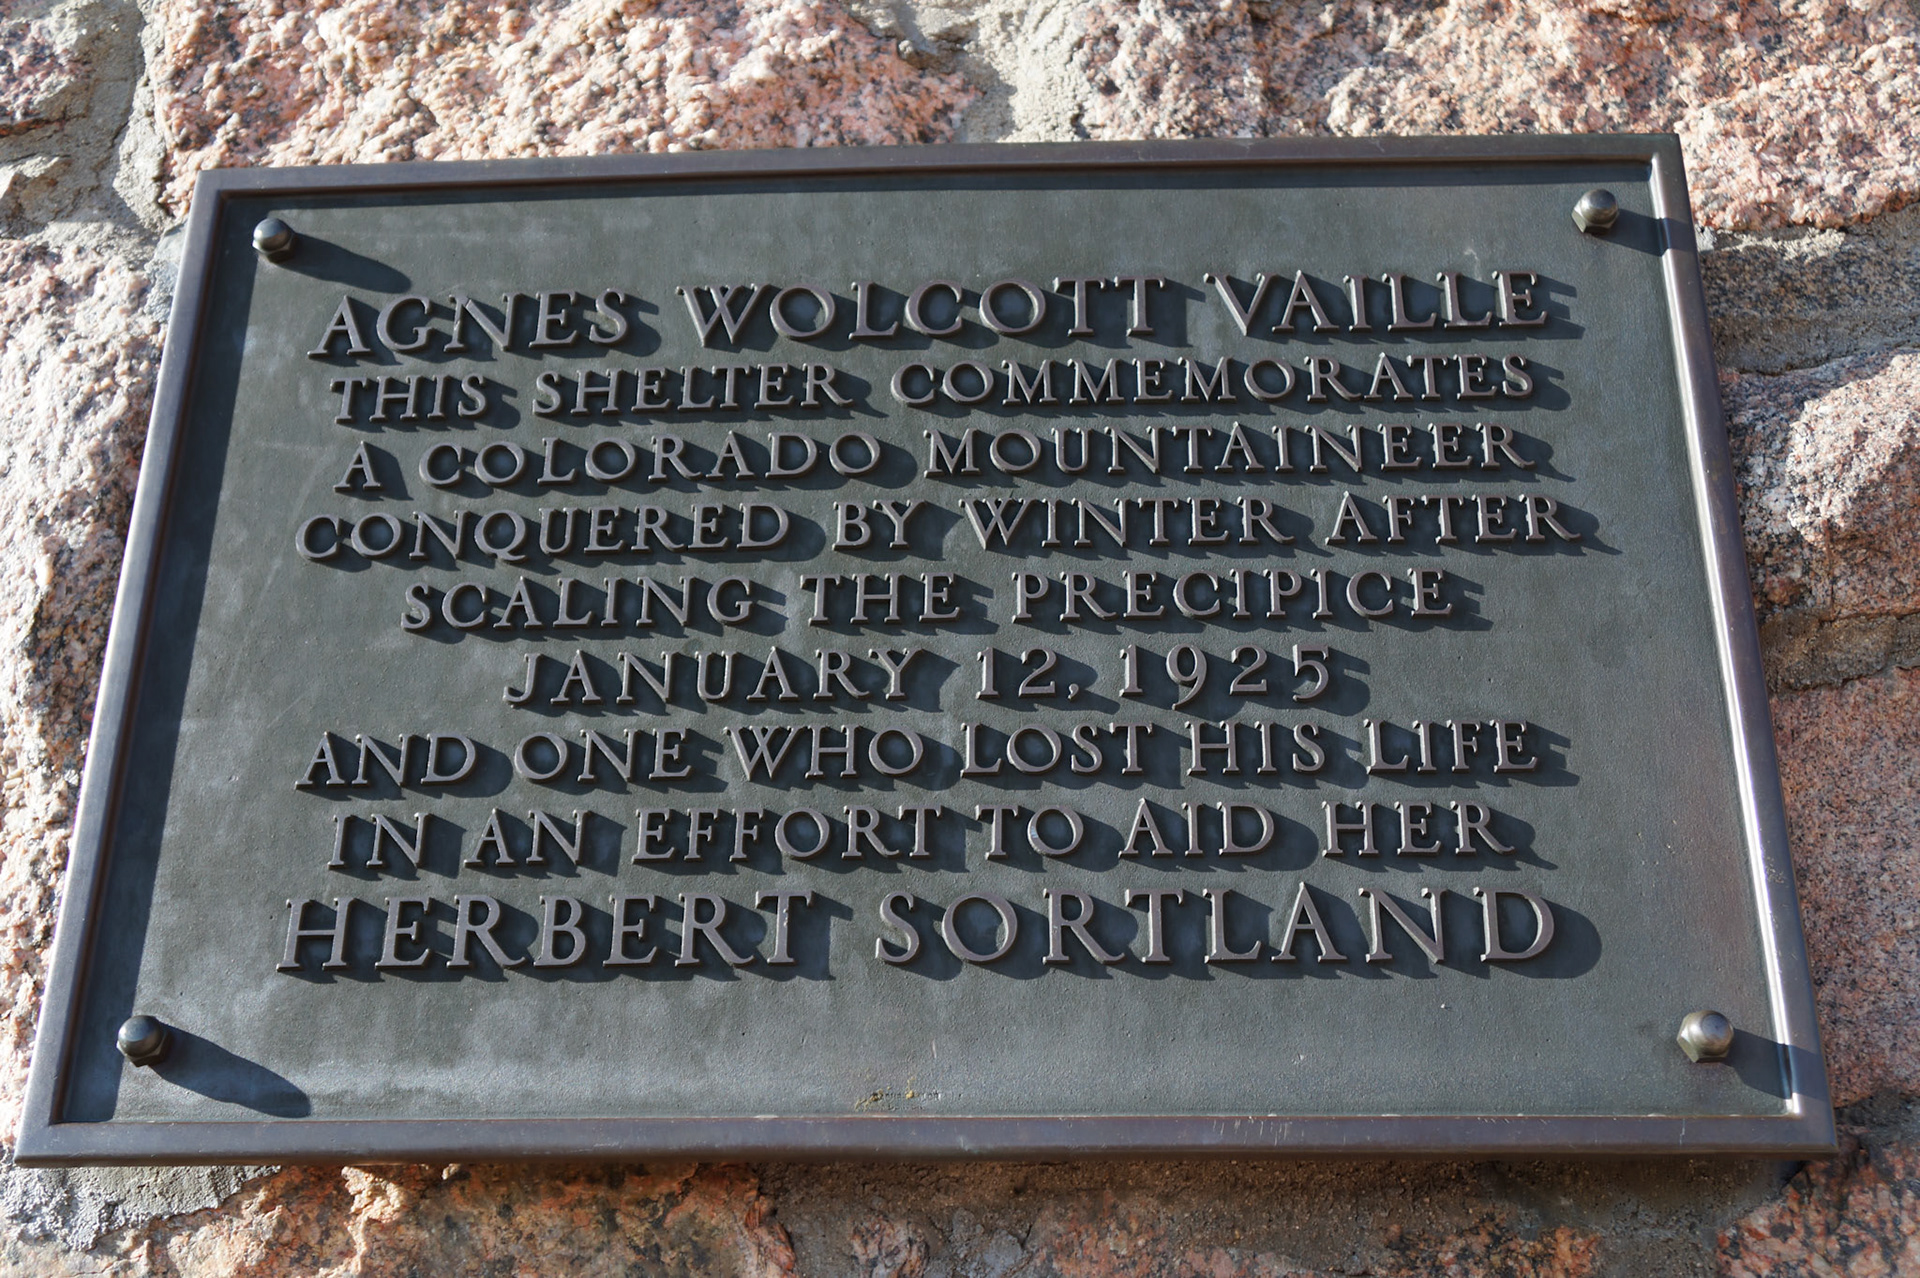 AGNES WOLCOTT VAILLE
THIS SHELTER COMMEMORATES
A COLORADO MOUNTAINEER
CONQUERED BY WINTER AFTER
SCALING THE PRECIPICE
JANUARY 12, 1925
AND ONE WHO LOST HIS LIFE
IN AN EFFORT TO AID HER
HERBERT SORTLAND